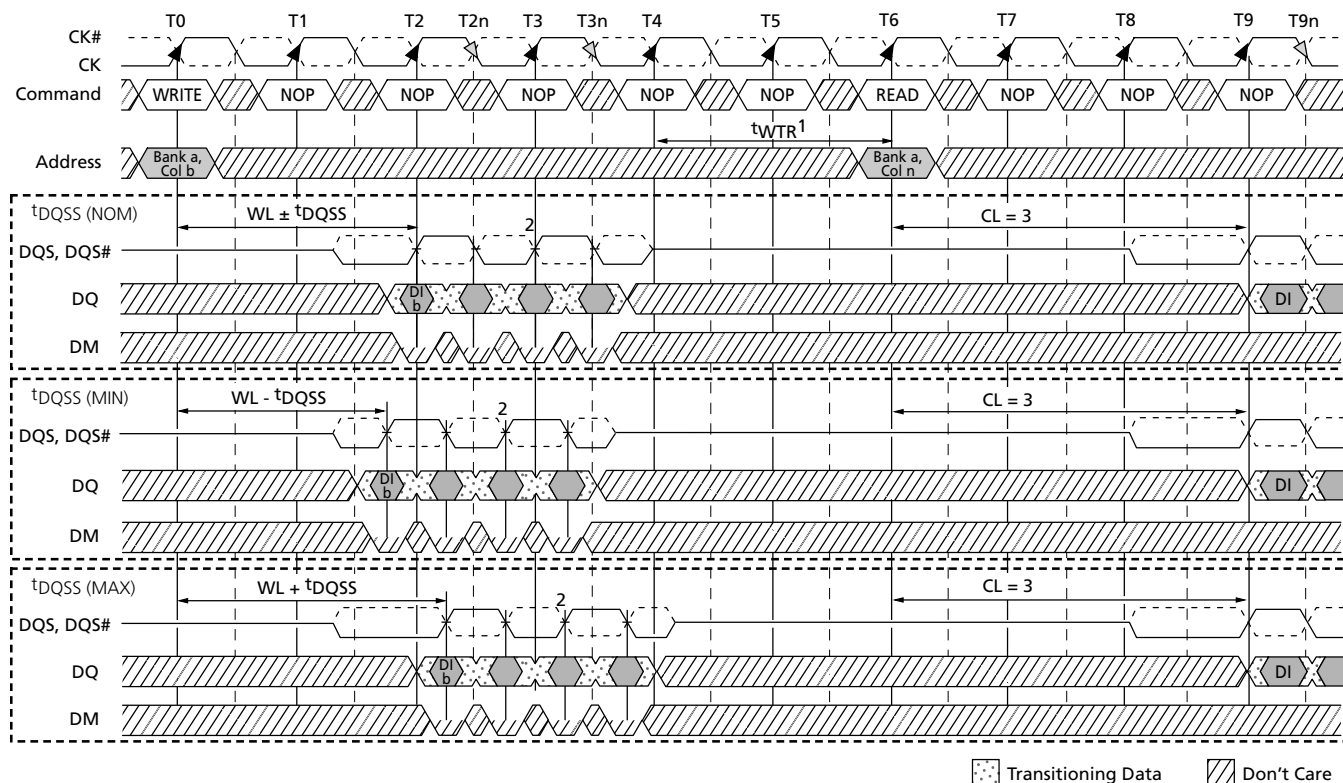 T0 T1 T2 T2n T3 T3n T4 T5 T6 T7 T8 T9 T9n
CK#
CK
Command WRITE NOP NOP NOP NOP NOP READ NOP NOP NOP
tWTR1
Address Bank a, Col b Bank a, Col n
tDQSS (NOM) WL ± tDQSS CL = 3
2
DQS, DQS#
DQ DI b DI
DM
tDQSS (MIN) WL - tDQSS CL = 3
2
DQS, DQS#
DQ DI b DI
DM
tDQSS (MAX) WL + tDQSS CL = 3
2
DQS, DQS#
DQ DI b DI
DM
Transitioning Data Don't Care